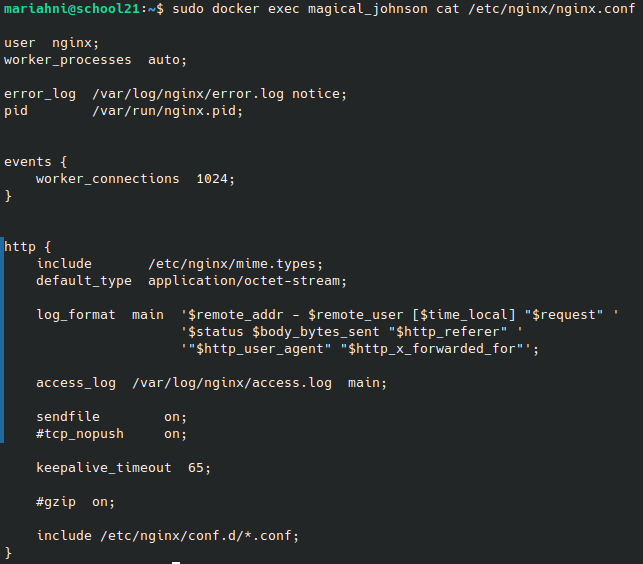 mariahni@school21:~$ sudo docker exec magical_johnson cat /etc/nginx/nginx.conf
user  nginx;
worker_processes  auto;
error_log  /var/log/nginx/error.log notice;
pid        /var/run/nginx.pid;
events {
    worker_connections  1024;
}
http {
    include       /etc/nginx/mime.types;
    default_type  application/octet-stream;
    log_format  main  '$remote_addr - $remote_user [$time_local] "$request" '
                      '$status $body_bytes_sent "$http_referer" '
                      '"$http_user_agent" "$http_x_forwarded_for"';
    access_log  /var/log/nginx/access.log  main;
    sendfile        on;
    #tcp_nopush     on;
    keepalive_timeout  65;
    #gzip  on;
    include /etc/nginx/conf.d/*.conf;
}